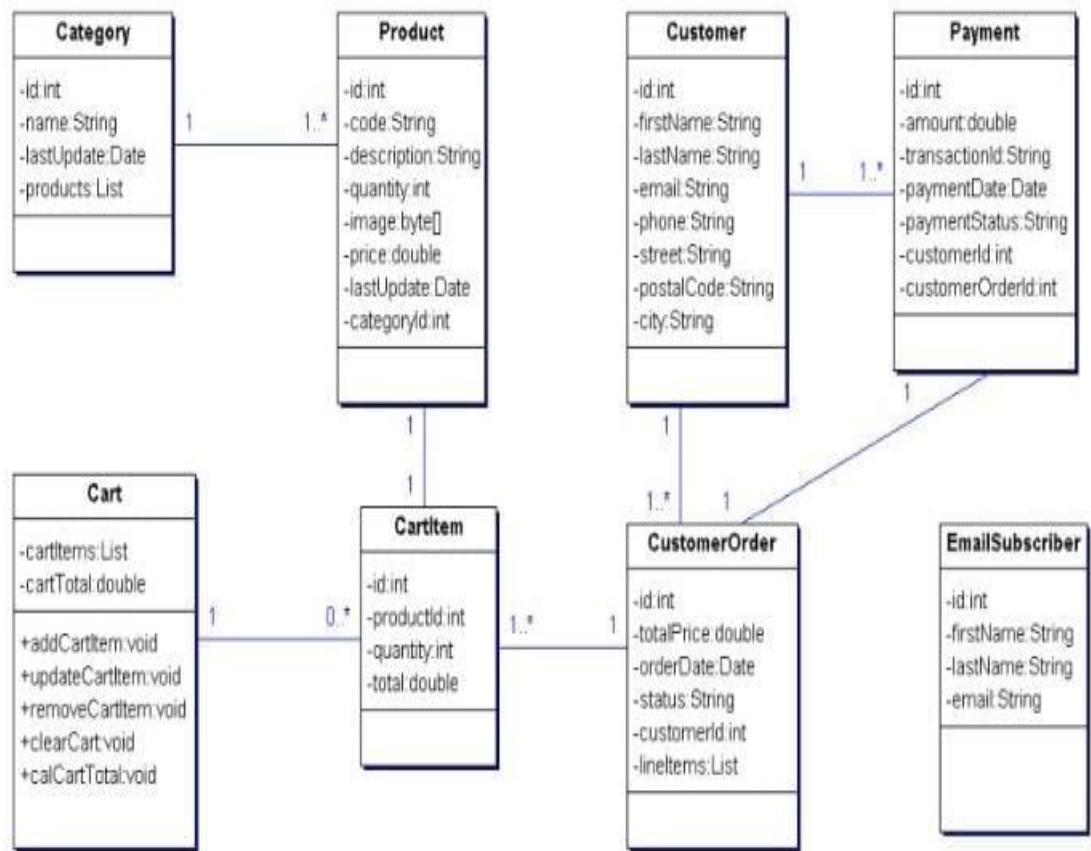 Category
-id:int
-name:String
-lastUpdate:Date
-products:List
1
1..*
Product
-id:int
-code:String
-description:String
-quantity:int
-image:byte[]
-price:double
-lastUpdate:Date
-categoryId:int
Customer
-id:int
-firstName:String
-lastName:String
-email:String
-phone:String
-street:String
-postalCode:String
-city:String
1
1..*
Payment
-id:int
-amount:double
-transactionId:String
-paymentDate:Date
-paymentStatus:String
-customerId:int
-customerOrderId:int
1
1
1
1..*
1
1
Cart
-cartItems:List
-cartTotal:double
+addCartItem:void
+updateCartItem:void
+removeCartItem:void
+clearCart:void
+calCartTotal:void
1
0..*
CartItem
-id:int
-productId:int
-quantity:int
-total:double
1..*
1
CustomerOrder
-id:int
-totalPrice:double
-orderDate:Date
-status:String
-customerId:int
-lineItems:List
EmailSubscriber
-id:int
-firstName:String
-lastName:String
-email:String